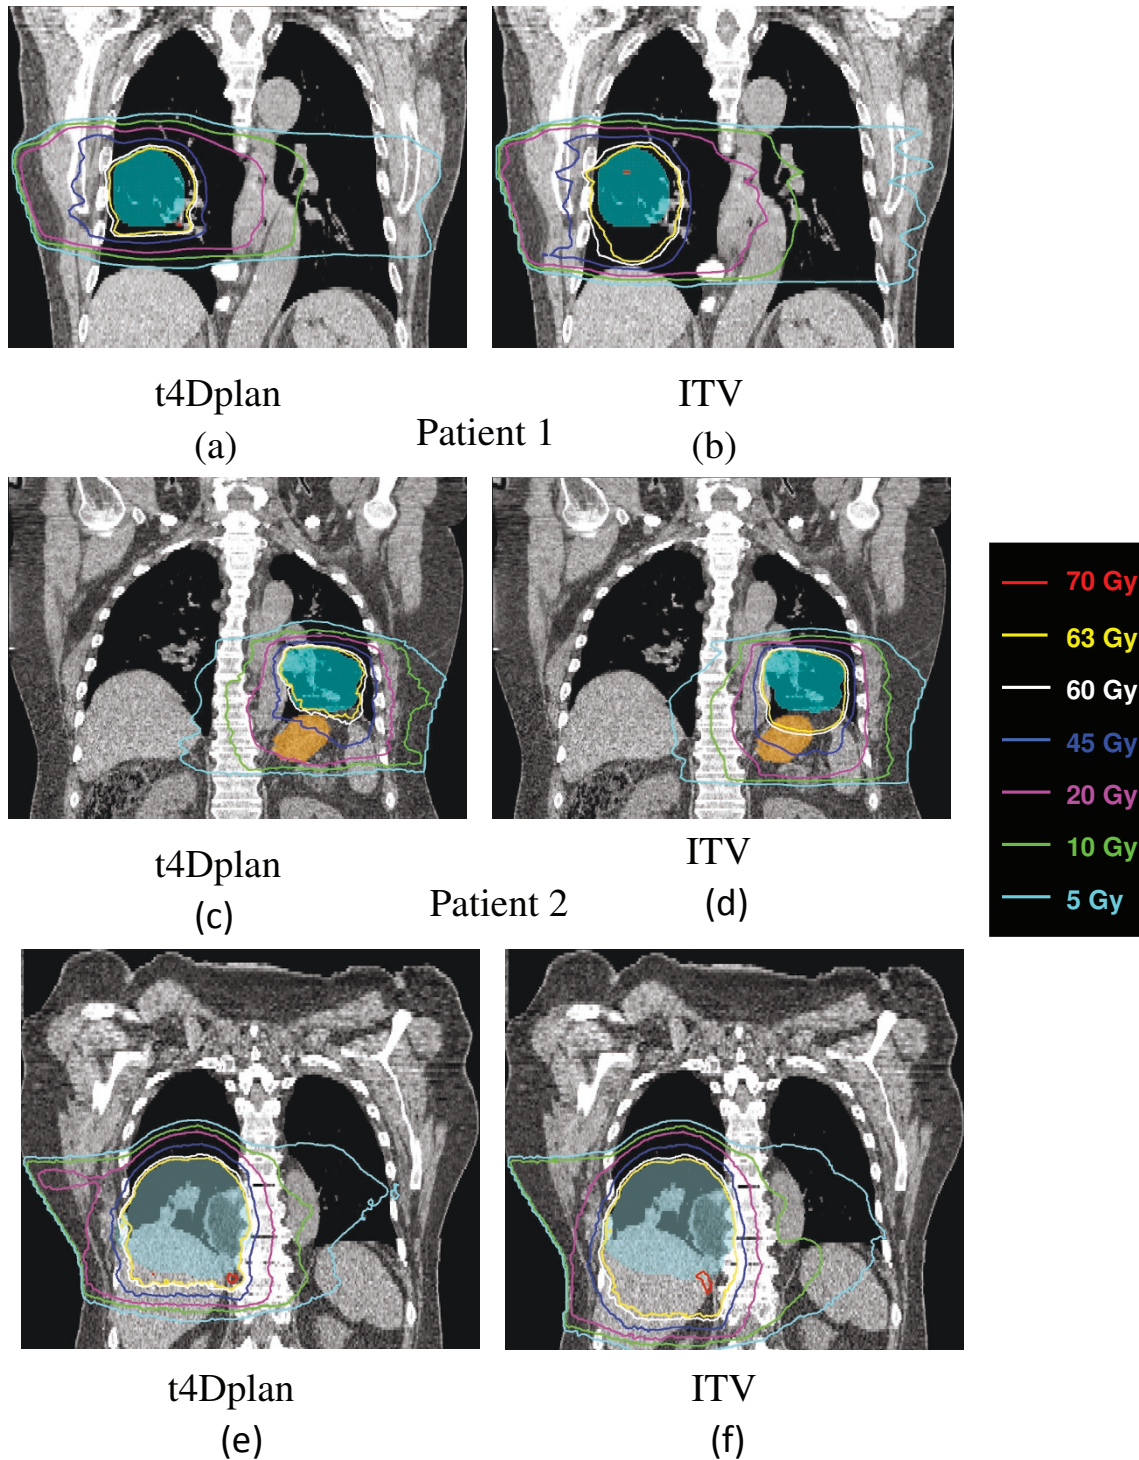 t4Dplan
ITV
(a)
Patient 1
(b)
t4Dplan
ITV
(c)
Patient 2
(d)
70 Gy
63 Gy
60 Gy
45 Gy
20 Gy
10 Gy
5 Gy
t4Dplan
ITV
(e)
(f)